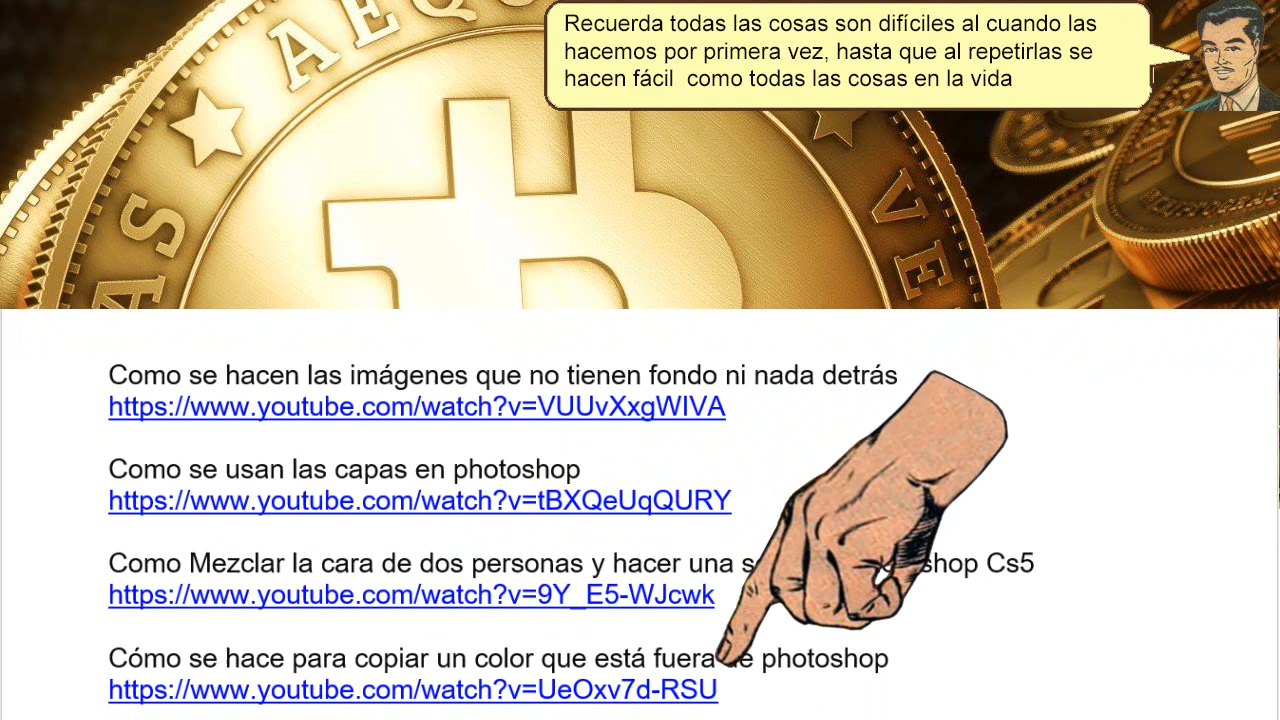 Recuerda todas las cosas son difíciles al cuando las
hacemos por primera vez, hasta que al repetirlas se
hacen fácil como todas las cosas en la vida
AEQ
AS
VE
Como se hacen las imágenes que no tienen fondo ni nada detrás
https://www.youtube.com/watch?v=VUUvXxgWIVA
Como se usan las capas en photoshop
https://www.youtube.com/watch?v=tBXQeUqQURY
Como Mezclar la cara de dos personas y hacer una s shop Cs5
https://www.youtube.com/watch?v=9Y_E5-WJcwk
Cómo se hace para copiar un color que está fuera de photoshop
https://www.youtube.com/watch?v=UeOxv7d-RSU